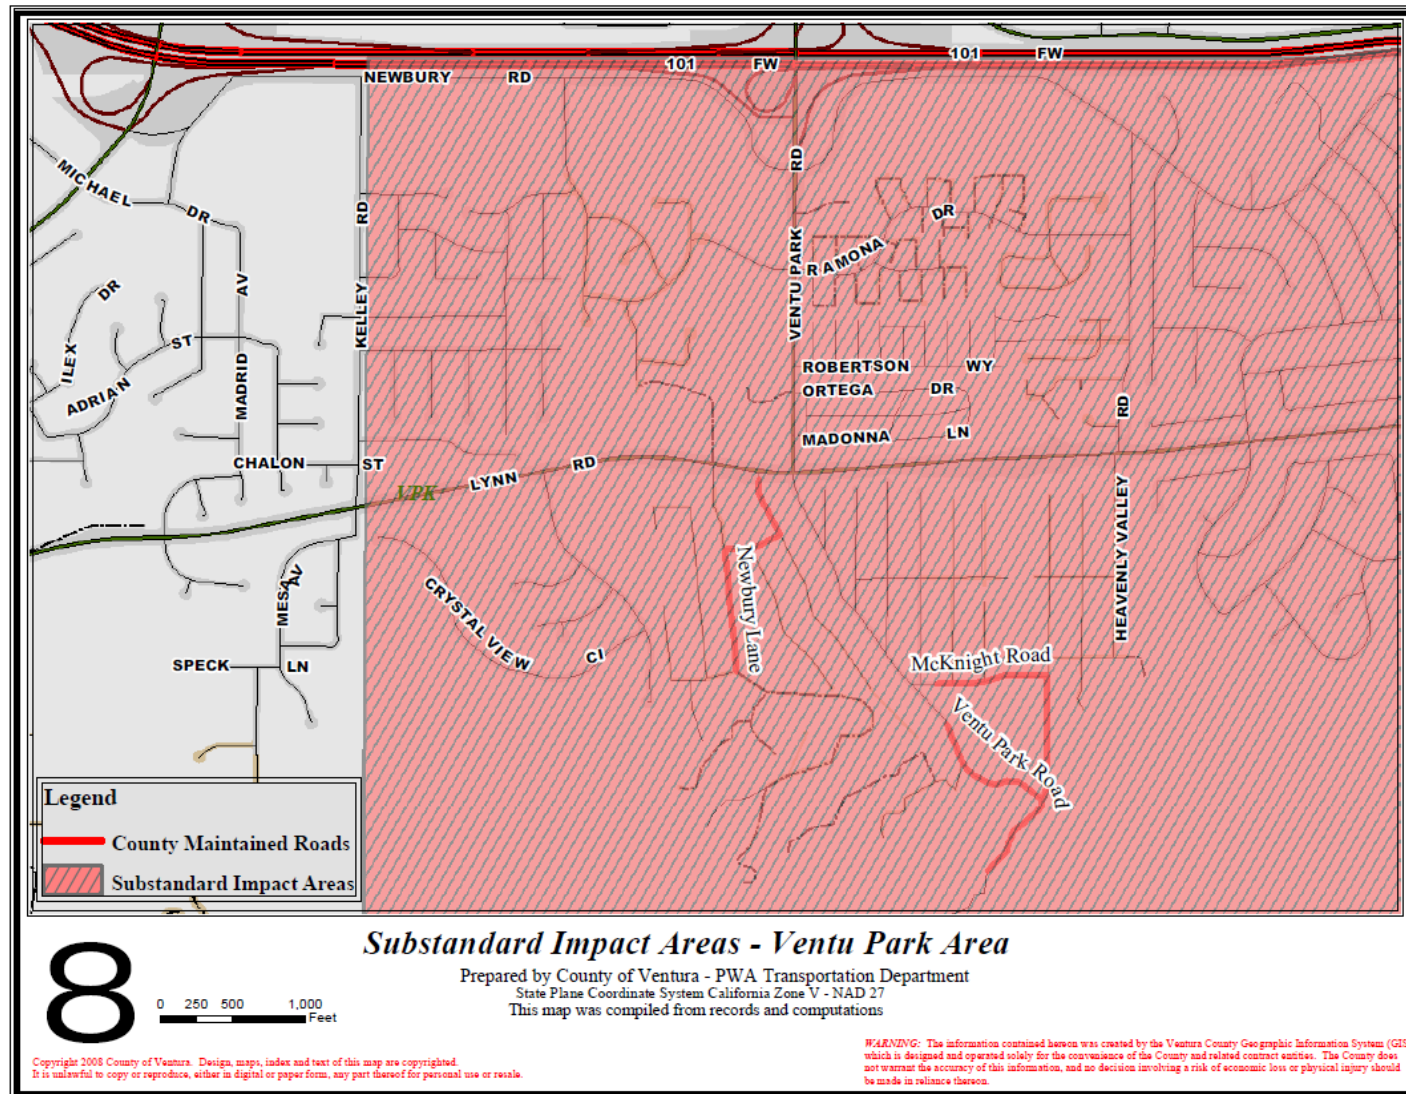 101 FW
101 FW
NEWBURY RD
MICHAEL DR
KELLEY RD
VENTU PARK RD
RAMONA DR
ILEX DR
ADRIAN ST
MADRID AV
ROBERTSON WY
ORTEGA DR
MADONNA LN
HEAVENLY VALLEY RD
CHALON ST
LYNN RD
VPK
MESA AV
CRYSTAL VIEW CI
Newbury Lane
SPECK LN
McKnight Road
Ventu Park Road
Legend
County Maintained Roads
Substandard Impact Areas
8
Substandard Impact Areas - Ventu Park Area
Prepared by County of Ventura - PWA Transportation Department
State Plane Coordinate System California Zone V - NAD 27
This map was compiled from records and computations
0 250 500 1,000
Feet
Copyright 2008 County of Ventura. Design, maps, index and text of this map are copyrighted.
It is unlawful to copy or reproduce, either in digital or paper form, any part thereof for personal use or resale.
WARNING: The information contained hereon was created by the Ventura County Geographic Information System (GIS
which is designed and operated solely for the convenience of the County and related contract entities. The County does
not warrant the accuracy of this information, and no decision involving a risk of economic loss or physical injury should
be made in reliance thereon.